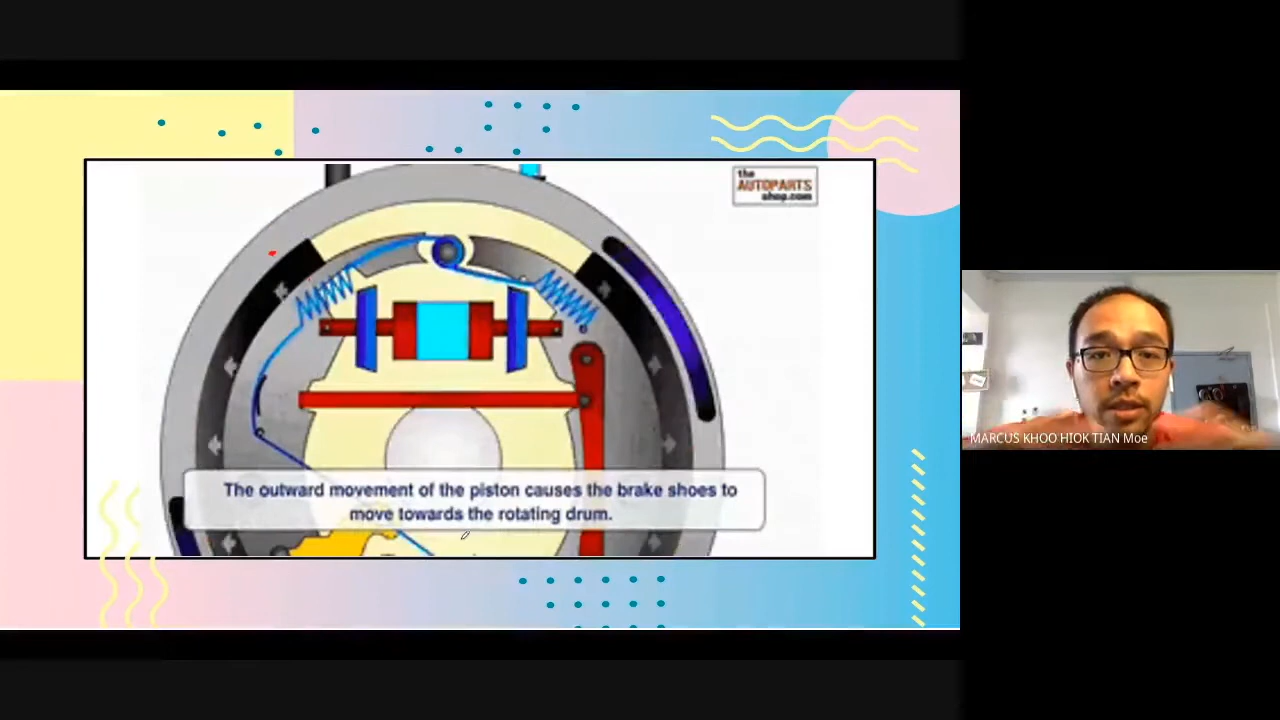 the
AUTOPARTS
shop.com
The outward movement of the piston causes the brake shoes to
move towards the rotating drum.
MARCUS KHOO HIOK TIAN Moe